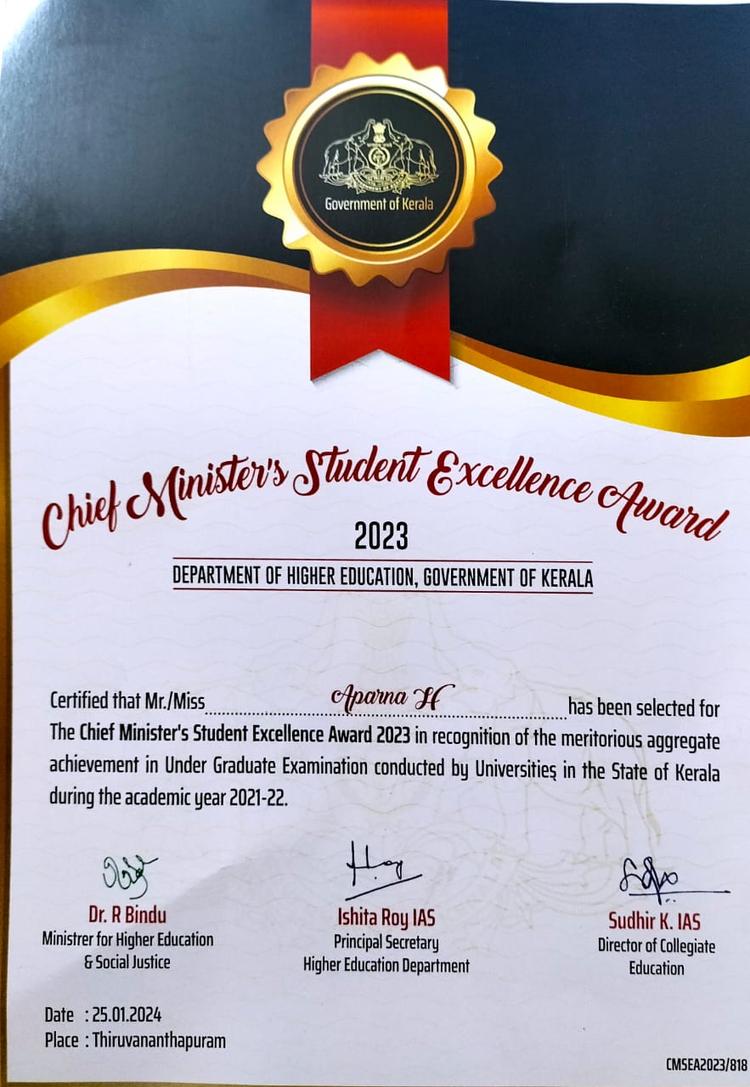 Government of Kerala
Chief Minister's Student Excellence Award
2023
DEPARTMENT OF HIGHER EDUCATION, GOVERNMENT OF KERALA
Certified that Mr./Miss Aparna H has been selected for
The Chief Minister's Student Excellence Award 2023 in recognition of the meritorious aggregate
achievement in Under Graduate Examination conducted by Universities in the State of Kerala
during the academic year 2021-22.
Dr. R Bindu
Ministrer for Higher Education
& Social Justice
Ishita Roy IAS
Principal Secretary
Higher Education Department
Sudhir K. IAS
Director of Collegiate
Education
Date : 25.01.2024
Place : Thiruvananthapuram
CMSEA2023/818